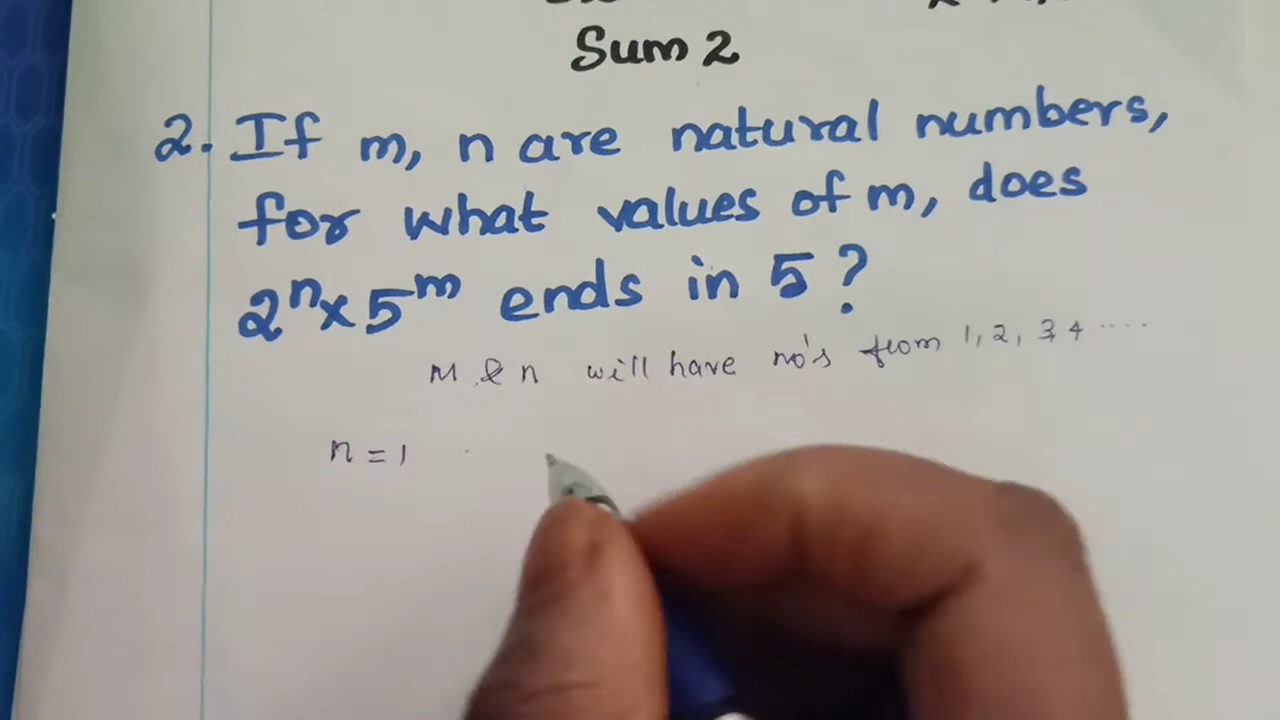 Sum 2
2. If m, n are natural numbers,
for what values of m, does
2ⁿ x 5ᵐ ends in 5?
M & n will have no's from 1, 2, 3, 4 ....
n = 1